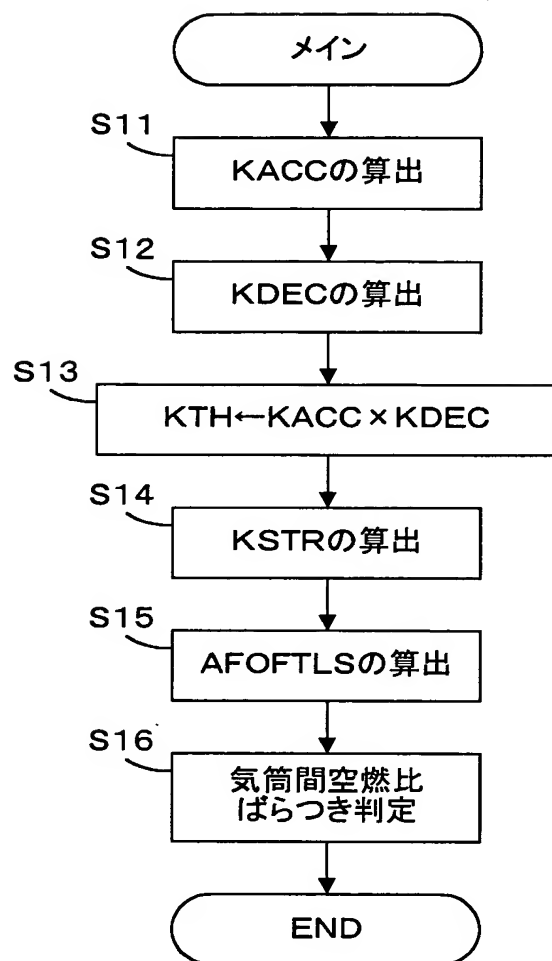 メイン
S11
KACCの算出
S12
KDECの算出
S13
KTH←KACC×KDEC
S14
KSTRの算出
S15
AFOFTLSの算出
S16
気筒間空燃比
ばらつき判定
END